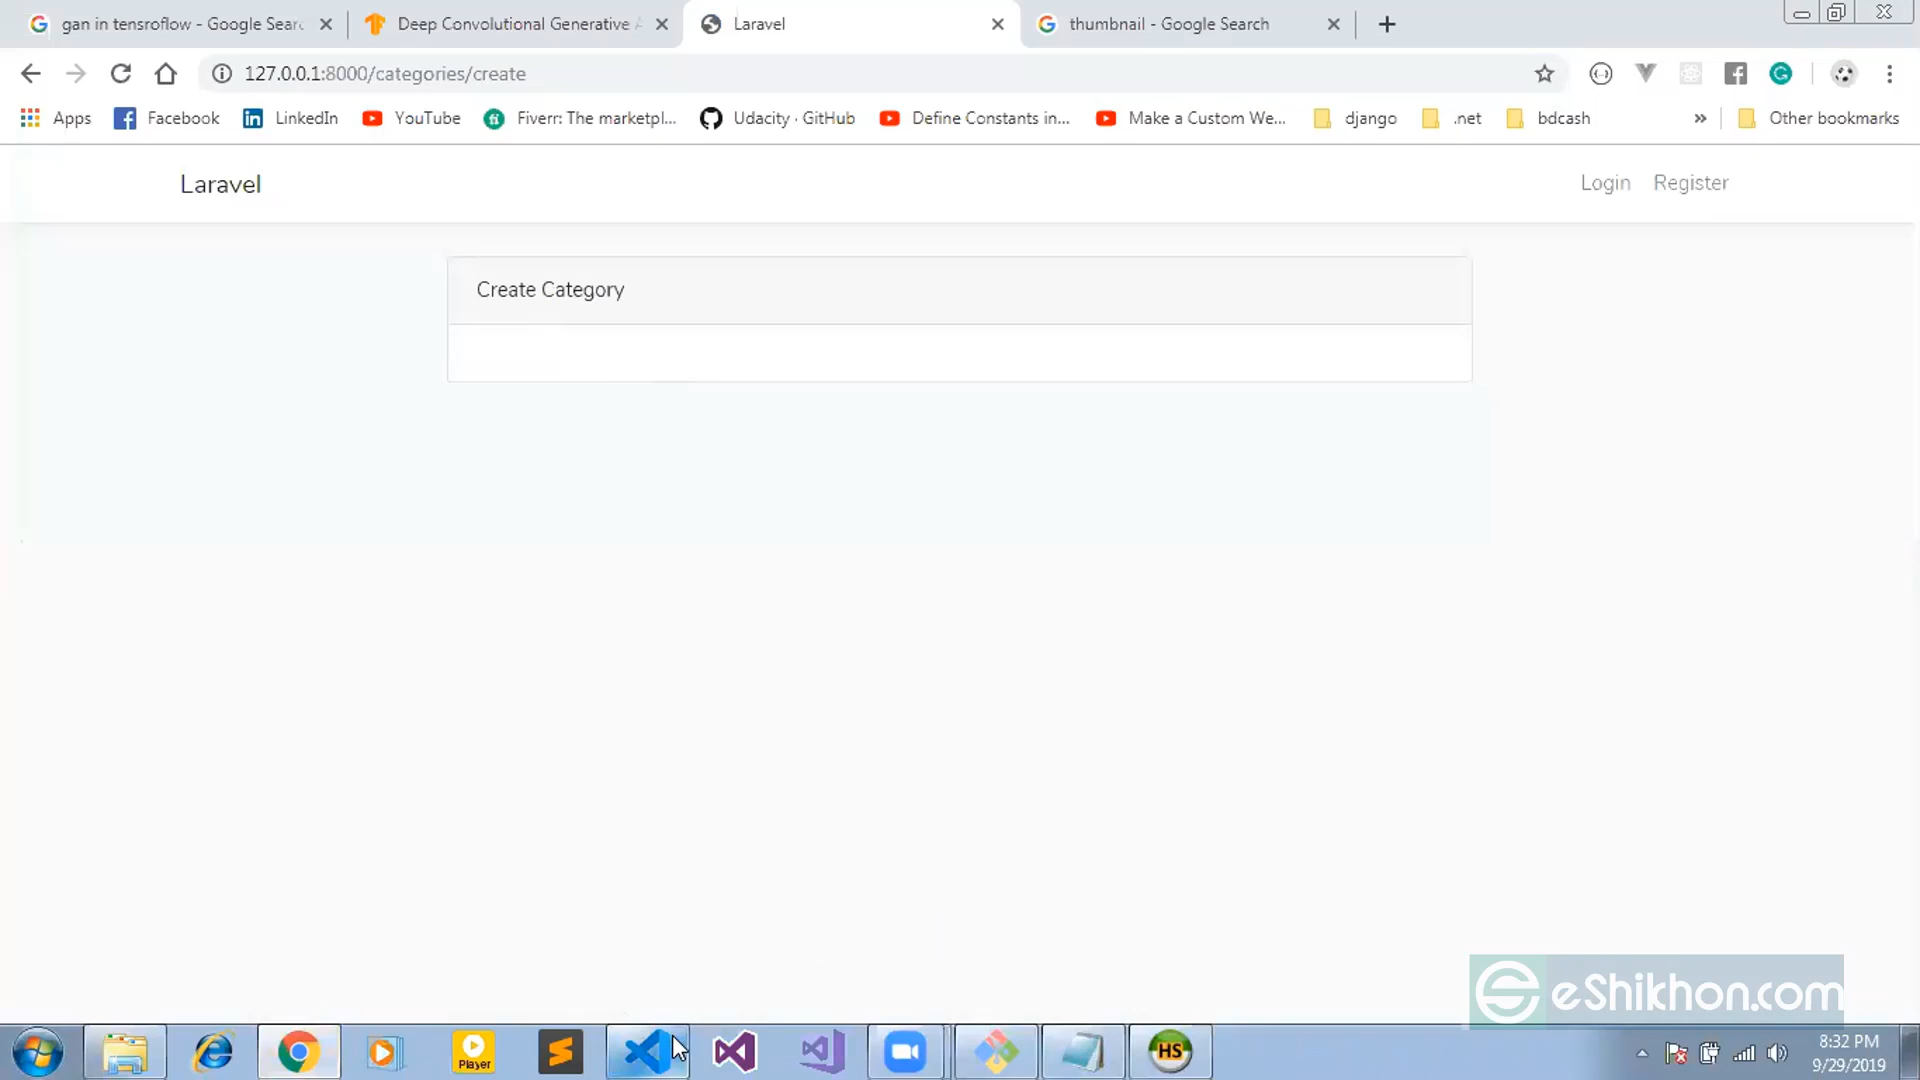 gan in tensroflow - Google Searc
Deep Convolutional Generative A
Laravel
thumbnail - Google Search
127.0.0.1:8000/categories/create
Apps
Facebook
LinkedIn
YouTube
Fiverr: The marketpl...
Udacity · GitHub
Define Constants in...
Make a Custom We...
django
.net
bdcash
»
Other bookmarks
Laravel
Login
Register
Create Category
eShikhon.com
Player
HS
8:32 PM
9/29/2019